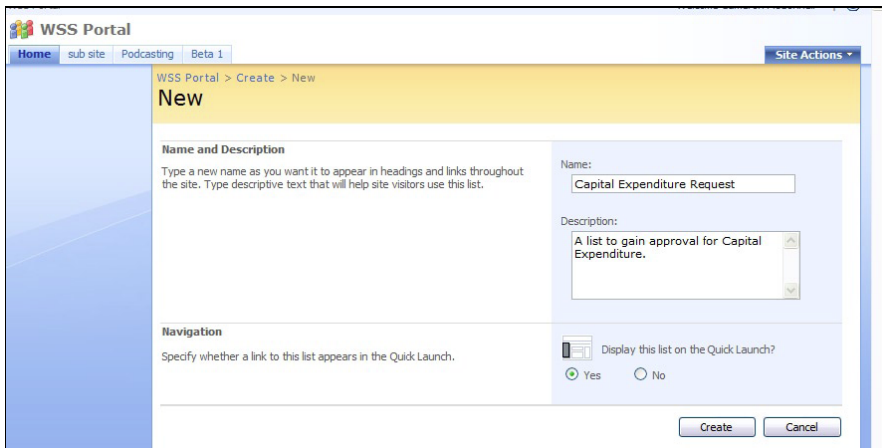 WSS Portal
Home sub site Podcasting Beta 1 Site Actions
WSS Portal > Create > New
New
Name and Description
Type a new name as you want it to appear in headings and links throughout
the site. Type descriptive text that will help site visitors use this list.
Name:
Capital Expenditure Request
Description:
A list to gain approval for Capital
Expenditure.
Navigation
Specify whether a link to this list appears in the Quick Launch.
Display this list on the Quick Launch?
Yes No
Create Cancel